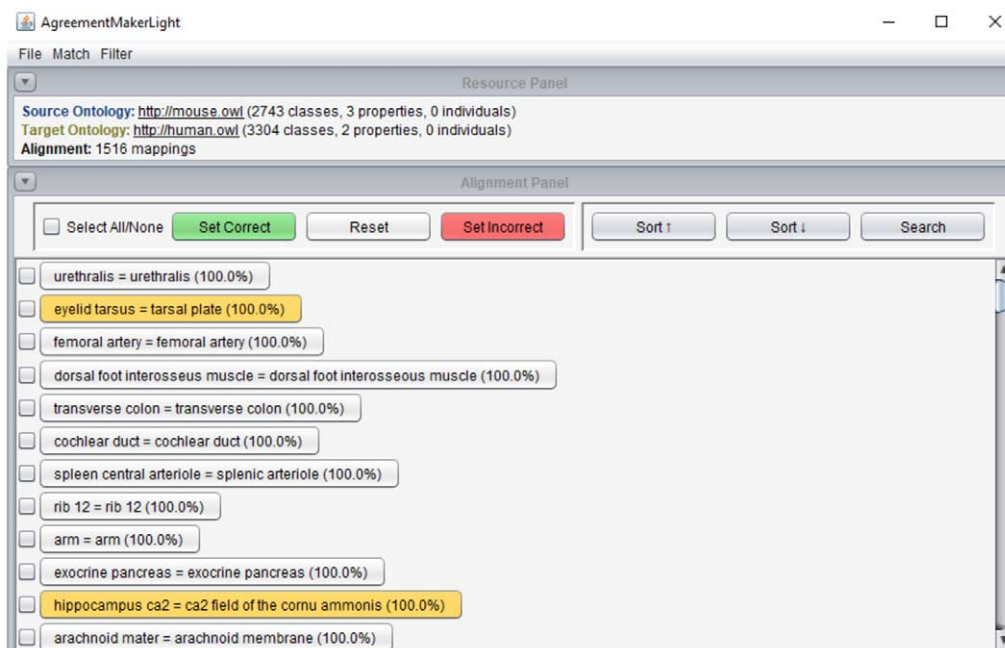 AgreementMakerLight
File Match Filter
Resource Panel
Source Ontology: http://mouse.owl (2743 classes, 3 properties, 0 individuals)
Target Ontology: http://human.owl (3304 classes, 2 properties, 0 individuals)
Alignment: 1516 mappings
Alignment Panel
Select All/None Set Correct Reset Set Incorrect Sort ↑ Sort ↓ Search
urethralis = urethralis (100.0%)
eyelid tarsus = tarsal plate (100.0%)
femoral artery = femoral artery (100.0%)
dorsal foot interosseus muscle = dorsal foot interosseous muscle (100.0%)
transverse colon = transverse colon (100.0%)
cochlear duct = cochlear duct (100.0%)
spleen central arteriole = splenic arteriole (100.0%)
rib 12 = rib 12 (100.0%)
arm = arm (100.0%)
exocrine pancreas = exocrine pancreas (100.0%)
hippocampus ca2 = ca2 field of the cornu ammonis (100.0%)
arachnoid mater = arachnoid membrane (100.0%)